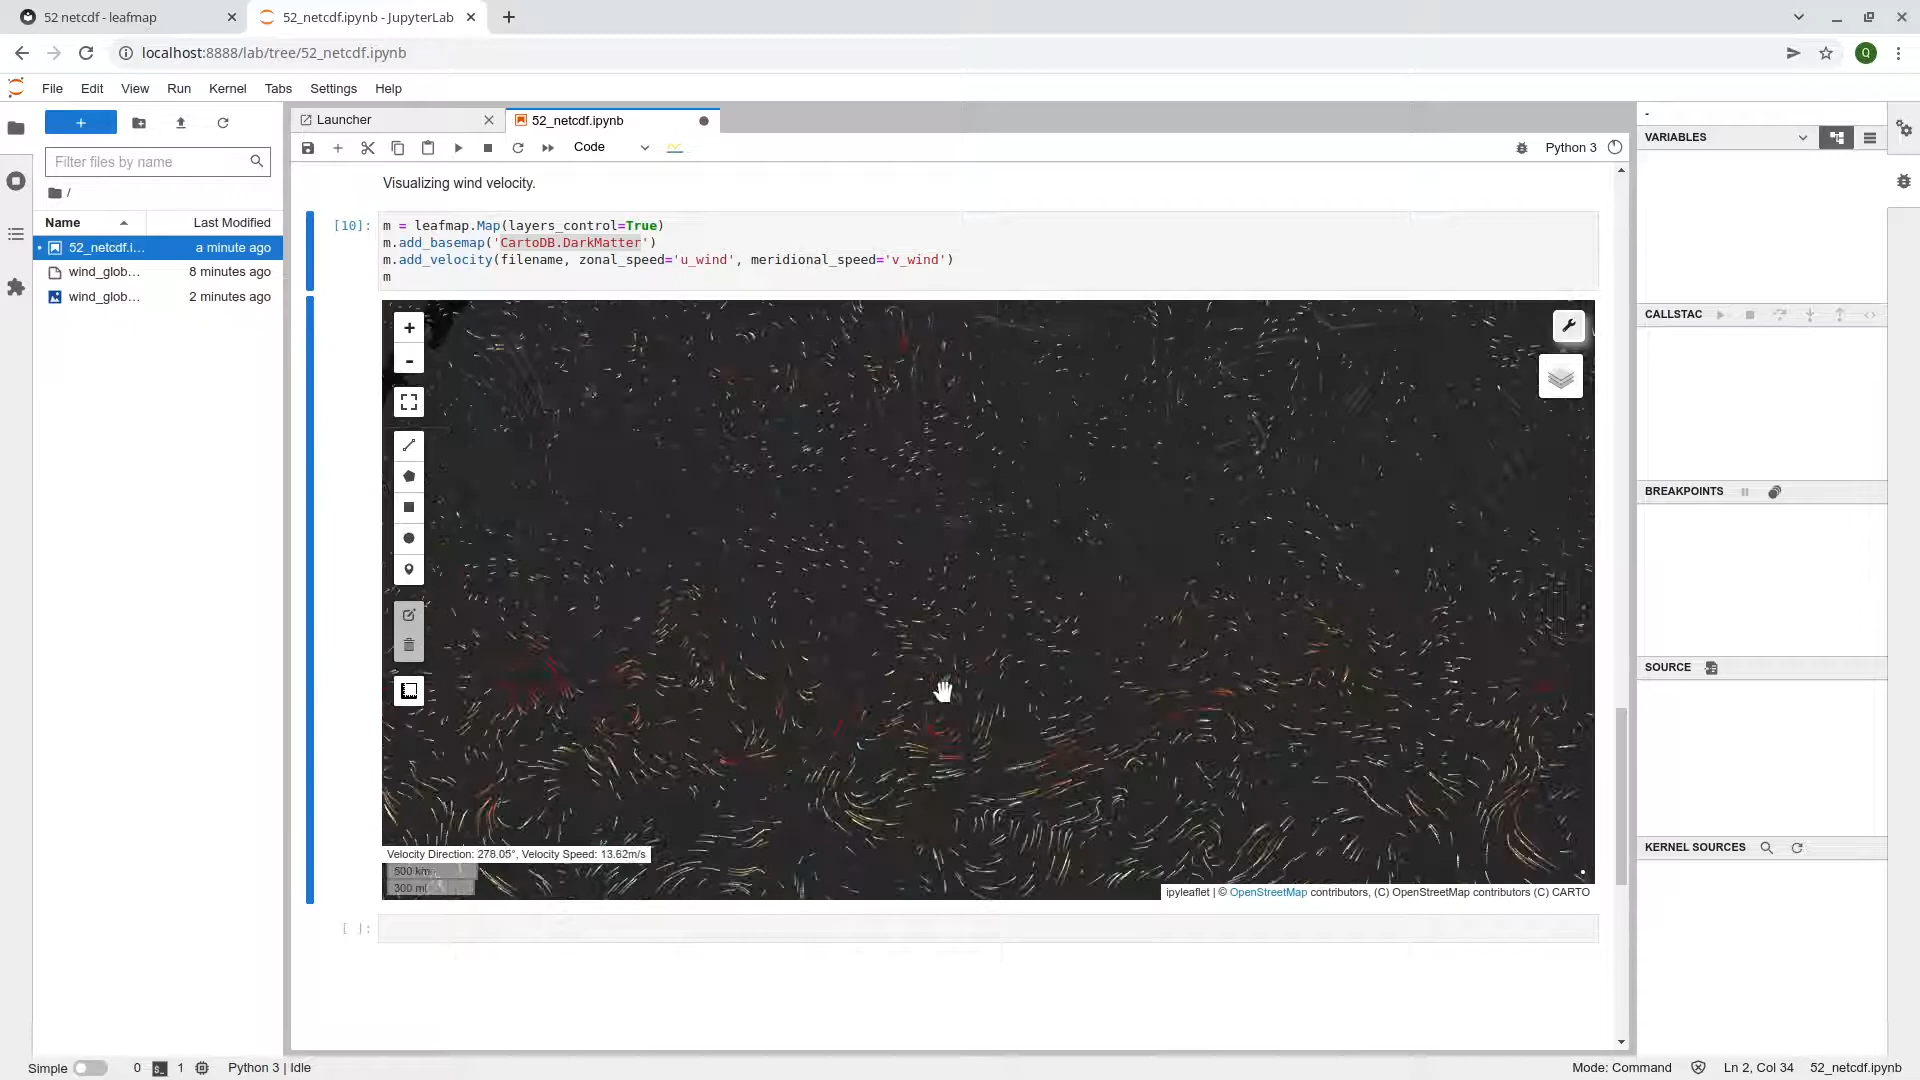 52 netcdf - leafmap
52_netcdf.ipynb - JupyterLab
localhost:8888/lab/tree/52_netcdf.ipynb
Q
File Edit View Run Kernel Tabs Settings Help
Launcher
52_netcdf.ipynb
Code
Python 3
Filter files by name
/
Name Last Modified
52_netcdf.i... a minute ago
wind_glob... 8 minutes ago
wind_glob... 2 minutes ago
Visualizing wind velocity.
[10]:
m = leafmap.Map(layers_control=True)
m.add_basemap('CartoDB.DarkMatter')
m.add_velocity(filename, zonal_speed='u_wind', meridional_speed='v_wind')
m
+
-
Velocity Direction: 278.05°, Velocity Speed: 13.62m/s
500 km
300 mi
ipyleaflet | © OpenStreetMap contributors, (C) OpenStreetMap contributors (C) CARTO
[ ]:
-
VARIABLES
CALLSTAC
BREAKPOINTS
SOURCE
KERNEL SOURCES
Simple 0 1 Python 3 | Idle Mode: Command Ln 2, Col 34 52_netcdf.ipynb